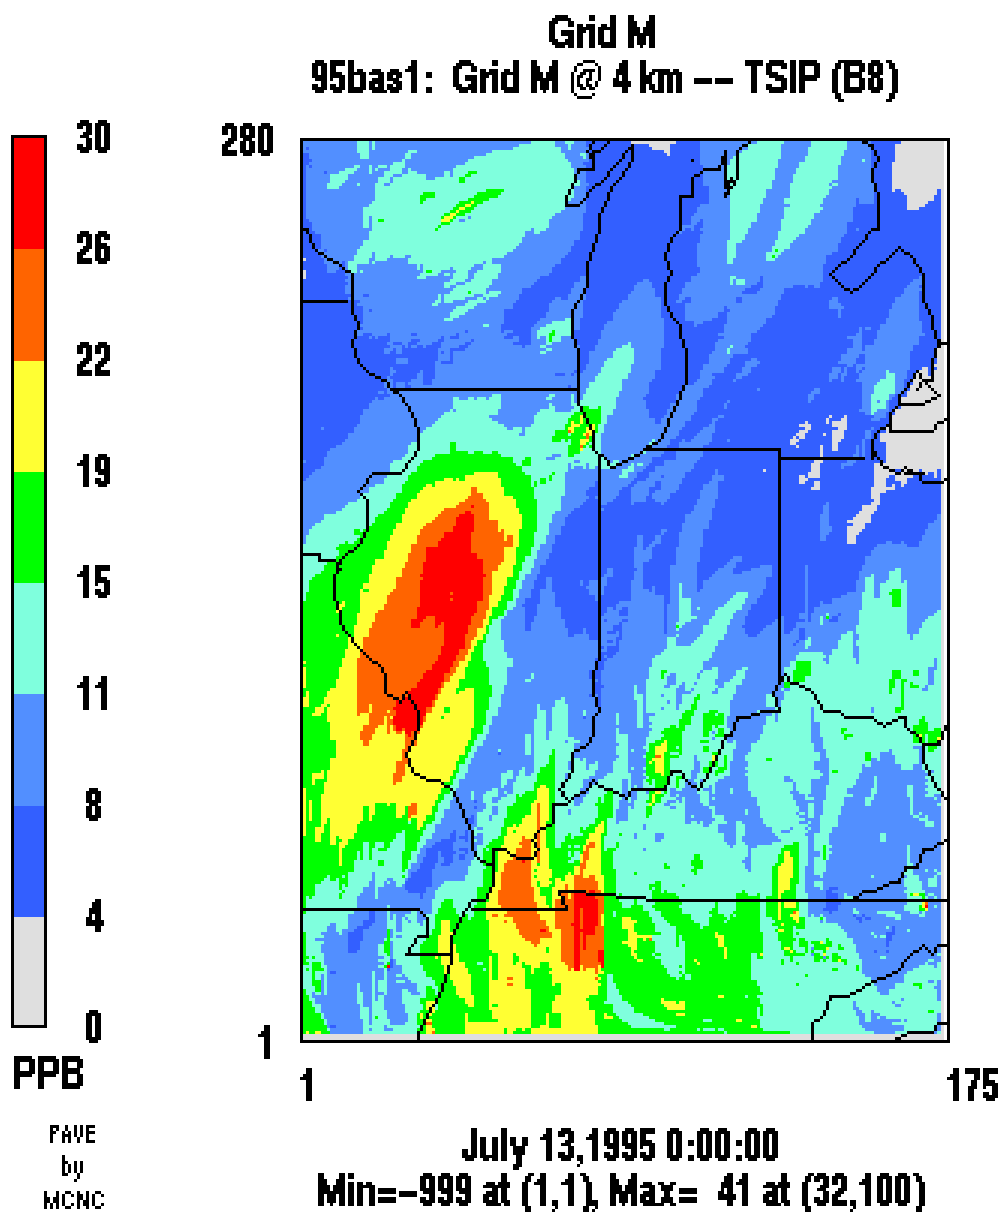 Grid M
95bas1: Grid M @ 4 km -- TSIP (B8)
30
26
22
19
15
11
8
4
0
PPB
PAVE
by
MCNC
280
1
1
175
July 13,1995 0:00:00
Min=-999 at (1,1), Max= 41 at (32,100)